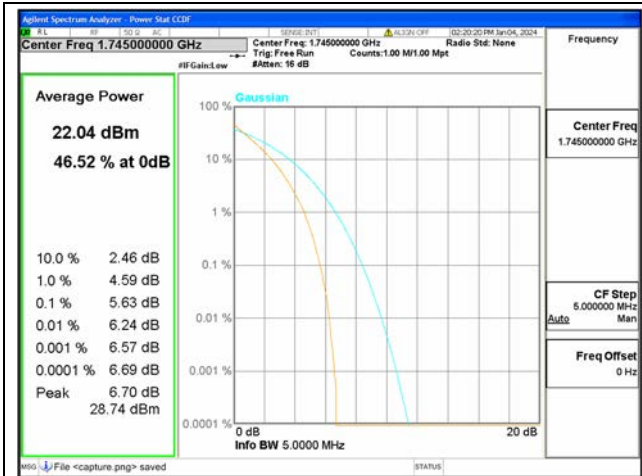 Agilent Spectrum Analyzer - Power Stat CCDF
RL RF 50 Ω AC SENSE:INT ALIGN OFF 02:20:20 PM Jan 04, 2024
Center Freq 1.745000000 GHz
Center Freq: 1.745000000 GHz Radio Std: None
Trig: Free Run Counts:1.00 M/1.00 Mpt
#IFGain:Low #Atten: 16 dB
Frequency
Average Power
22.04 dBm
46.52 % at 0dB
10.0 % 2.46 dB
1.0 % 4.59 dB
0.1 % 5.63 dB
0.01 % 6.24 dB
0.001 % 6.57 dB
0.0001 % 6.69 dB
Peak 6.70 dB
28.74 dBm
Gaussian
100 %
10 %
1 %
0.1 %
0.01 %
0.001 %
0.0001 %
0 dB 20 dB
Info BW 5.0000 MHz
Center Freq
1.745000000 GHz
CF Step
5.000000 MHz
Auto Man
Freq Offset
0 Hz
MSG File <capture.png> saved STATUS